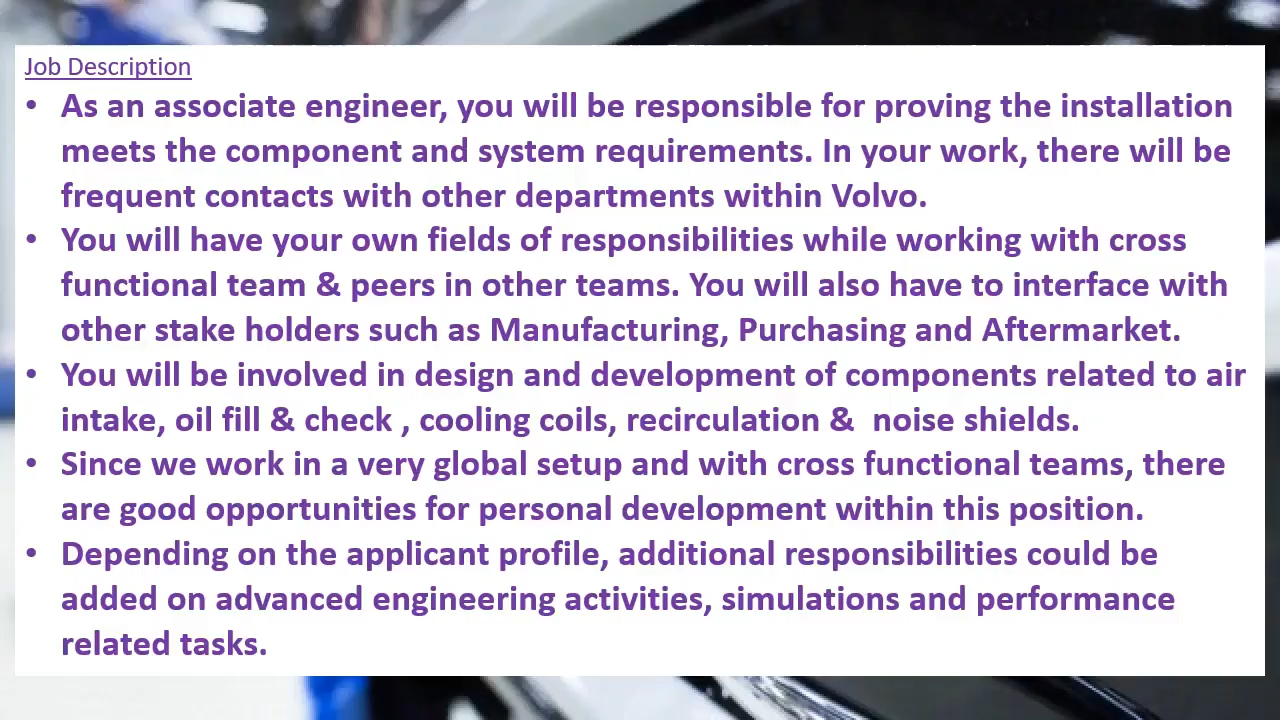 Job Description
• As an associate engineer, you will be responsible for proving the installation
meets the component and system requirements. In your work, there will be
frequent contacts with other departments within Volvo.
• You will have your own fields of responsibilities while working with cross
functional team & peers in other teams. You will also have to interface with
other stake holders such as Manufacturing, Purchasing and Aftermarket.
• You will be involved in design and development of components related to air
intake, oil fill & check , cooling coils, recirculation &  noise shields.
• Since we work in a very global setup and with cross functional teams, there
are good opportunities for personal development within this position.
• Depending on the applicant profile, additional responsibilities could be
added on advanced engineering activities, simulations and performance
related tasks.